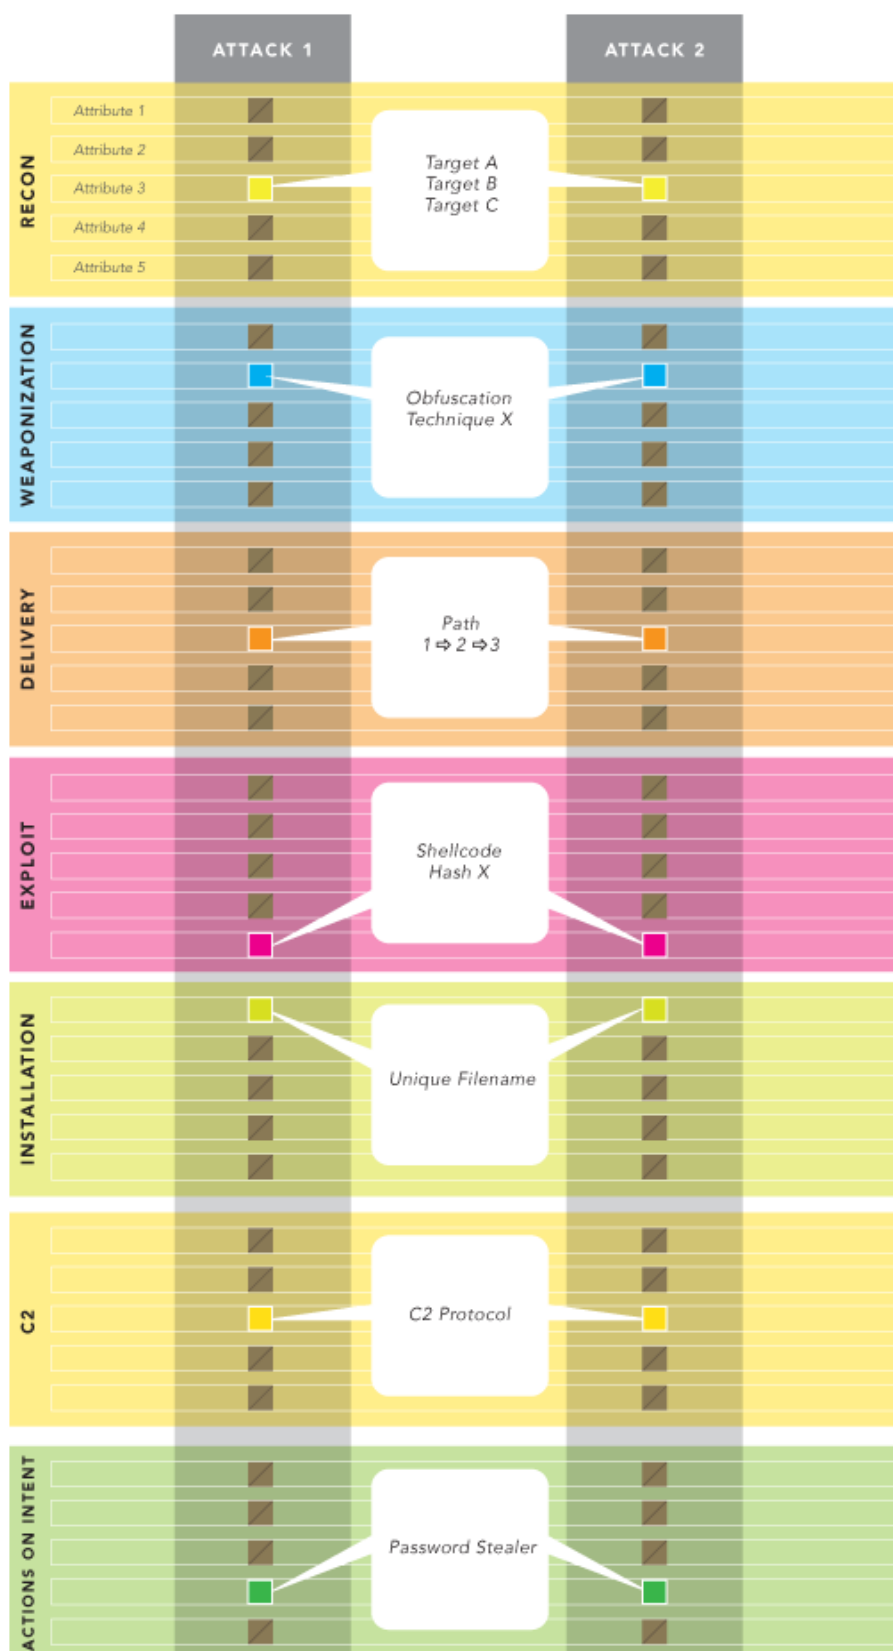 ATTACK 1
ATTACK 2
RECON
Attribute 1
Attribute 2
Attribute 3
Attribute 4
Attribute 5
Target A
Target B
Target C
WEAPONIZATION
Obfuscation
Technique X
DELIVERY
Path
1 ⇨ 2 ⇨ 3
EXPLOIT
Shellcode
Hash X
INSTALLATION
Unique Filename
C2
C2 Protocol
ACTIONS ON INTENT
Password Stealer